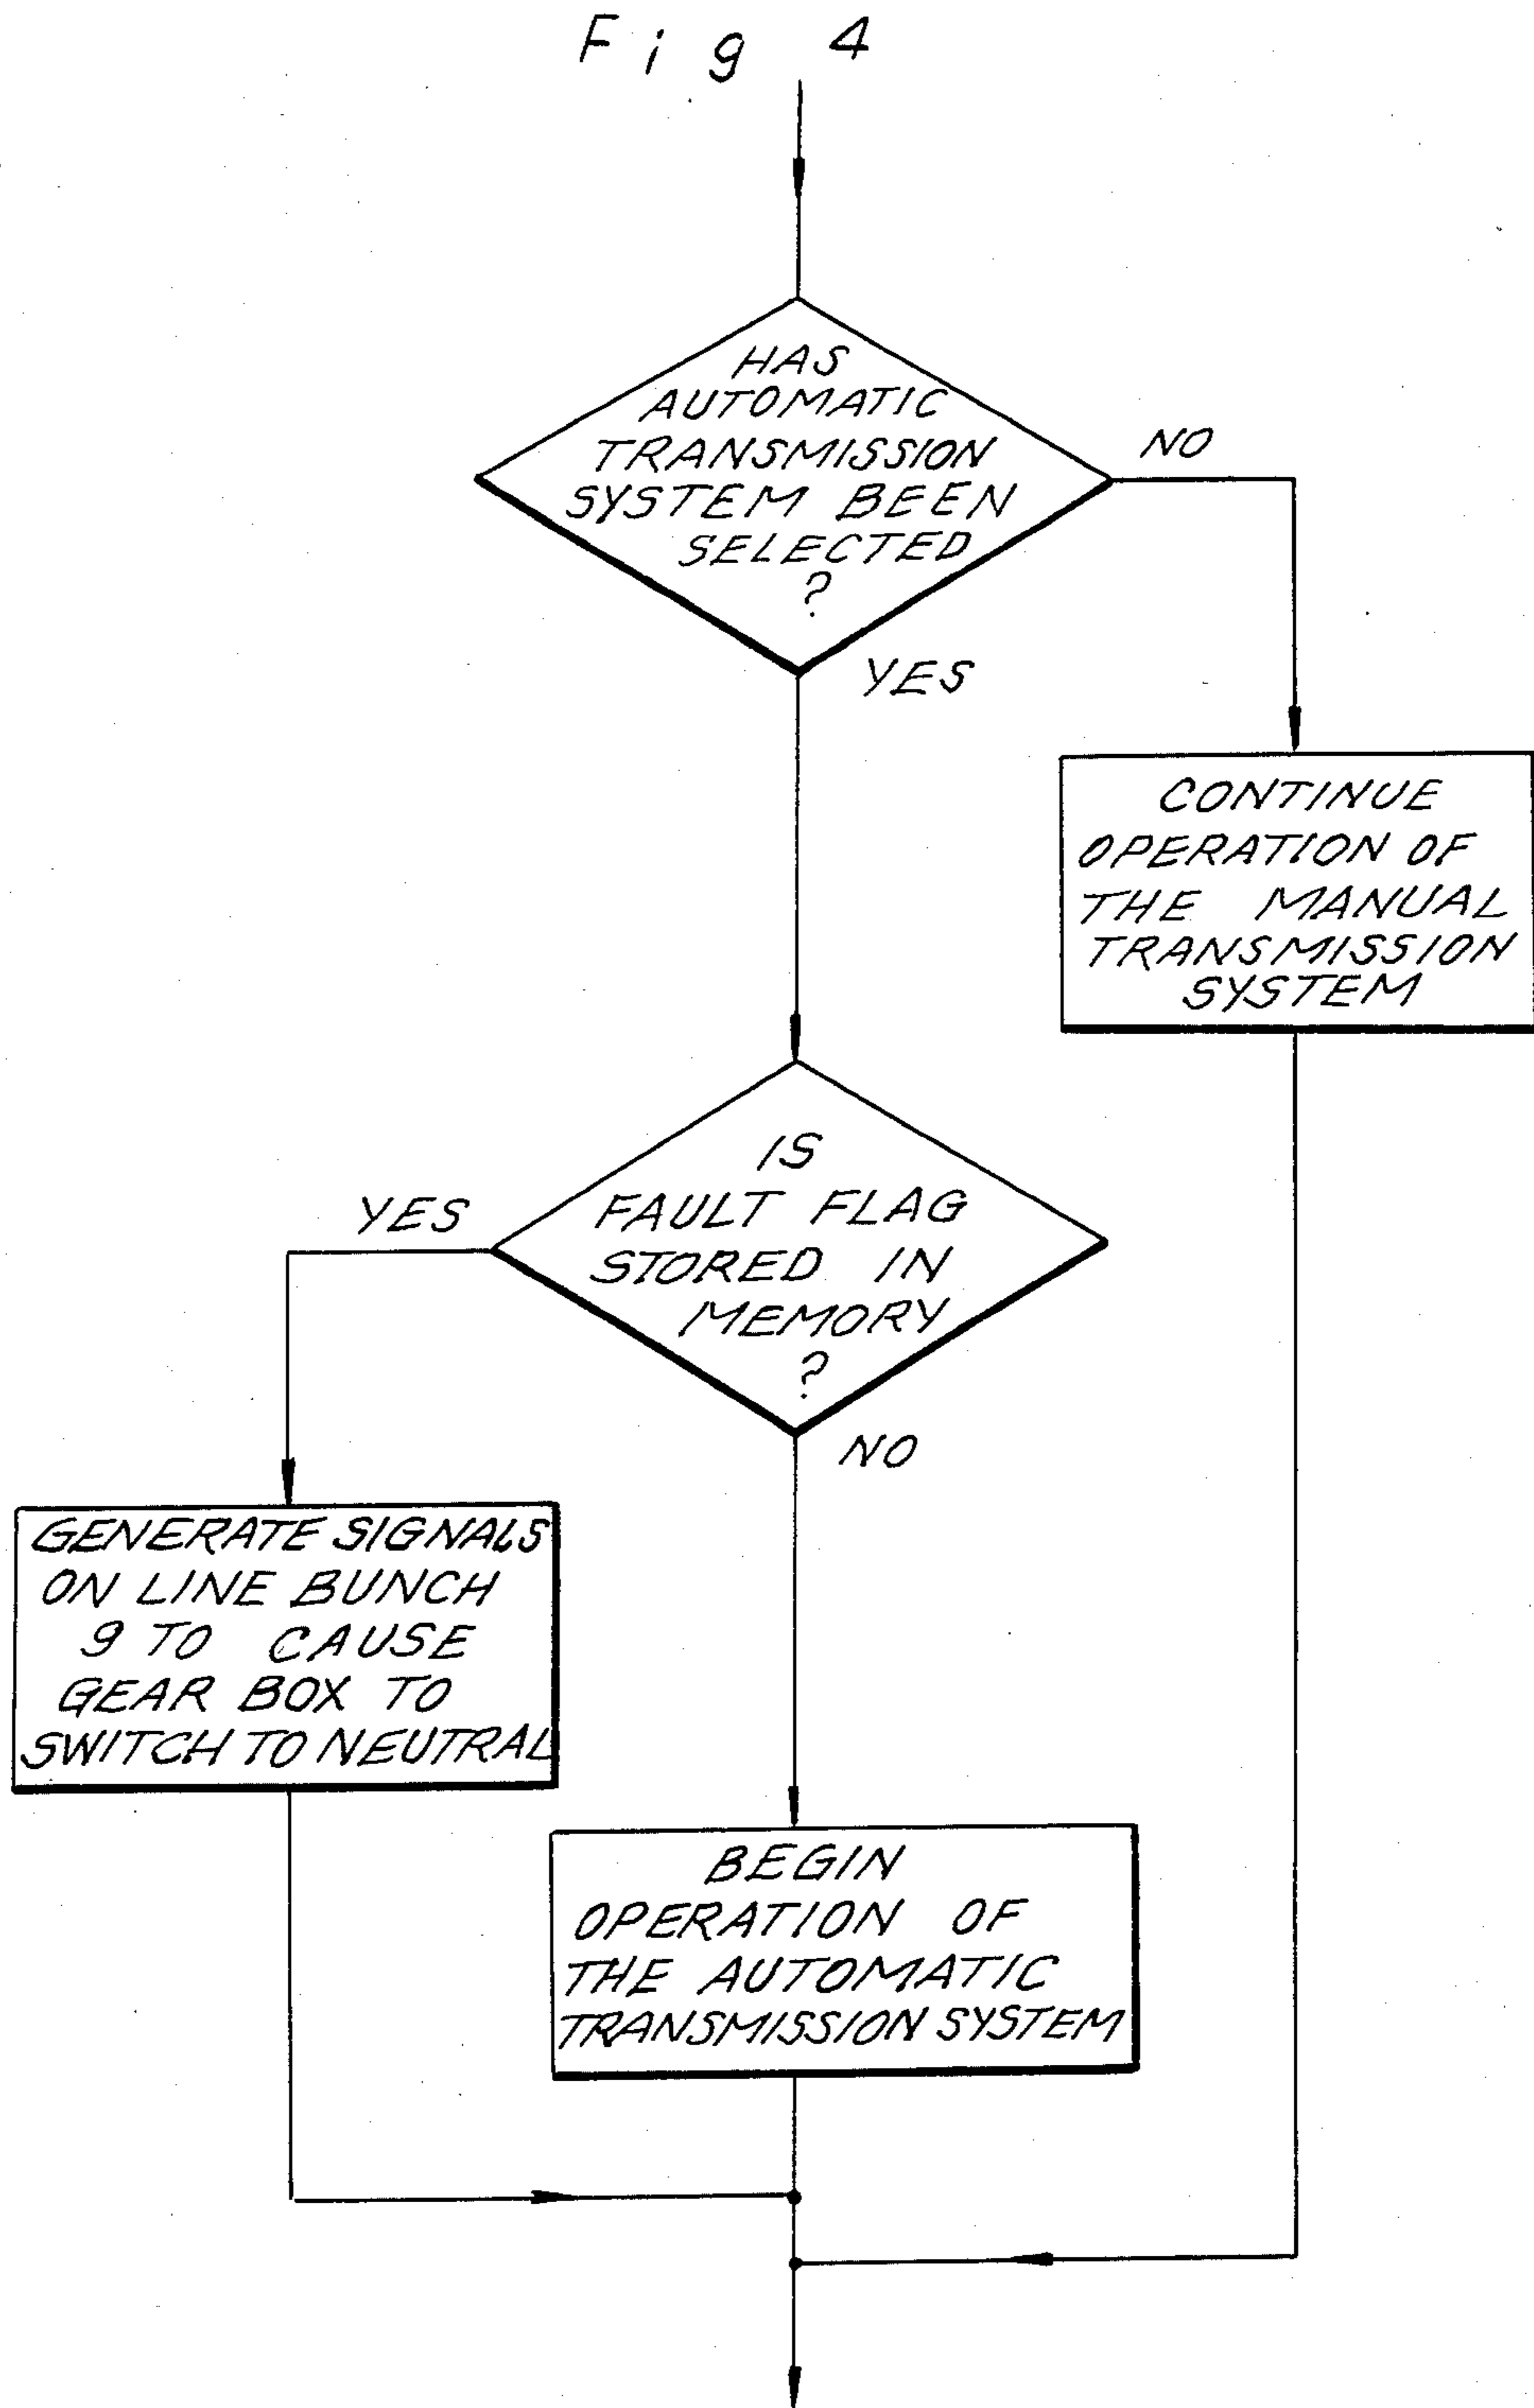 Fig 4
HAS
AUTOMATIC
TRANSMISSION
SYSTEM BEEN
SELECTED
?
NO
YES
CONTINUE
OPERATION OF
THE MANUAL
TRANSMISSION
SYSTEM
IS
FAULT FLAG
STORED IN
MEMORY
?
YES
NO
GENERATE SIGNALS
ON LINE BUNCH
9 TO CAUSE
GEAR BOX TO
SWITCH TO NEUTRAL
BEGIN
OPERATION OF
THE AUTOMATIC
TRANSMISSION SYSTEM